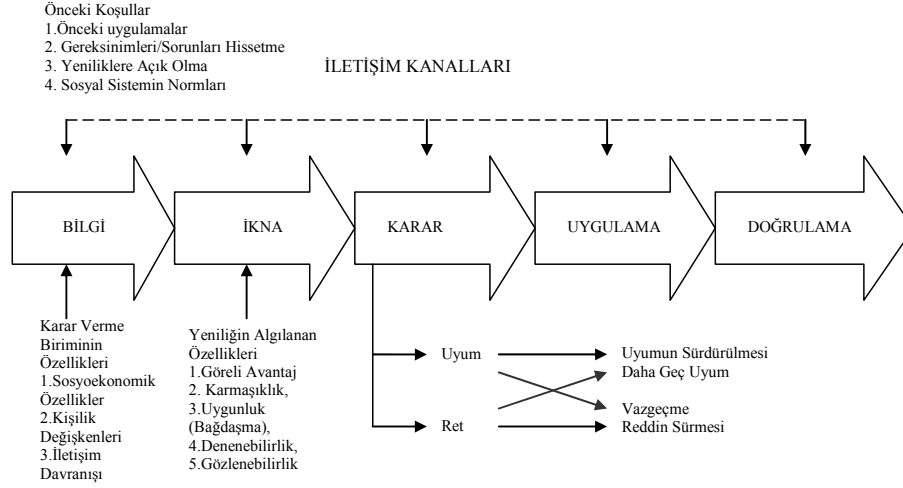 Önceki Koşullar
1.Önceki uygulamalar
2. Gereksinimleri/Sorunları Hissetme
3. Yeniliklere Açık Olma
4. Sosyal Sistemin Normları
İLETİŞİM KANALLARI
BİLGİ
İKNA
KARAR
UYGULAMA
DOĞRULAMA
Karar Verme
Biriminin
Özellikleri
1.Sosyoekonomik
Özellikler
2.Kişilik
Değişkenleri
3.İletişim
Davranışı
Yeniliğin Algılanan
Özellikleri
1.Göreli Avantaj
2. Karmaşıklık,
3.Uygunluk
(Bağdaşma),
4.Denenebilirlik,
5.Gözlenebilirlik
Uyum
Ret
Uyumun Sürdürülmesi
Daha Geç Uyum
Vazgeçme
Reddin Sürmesi